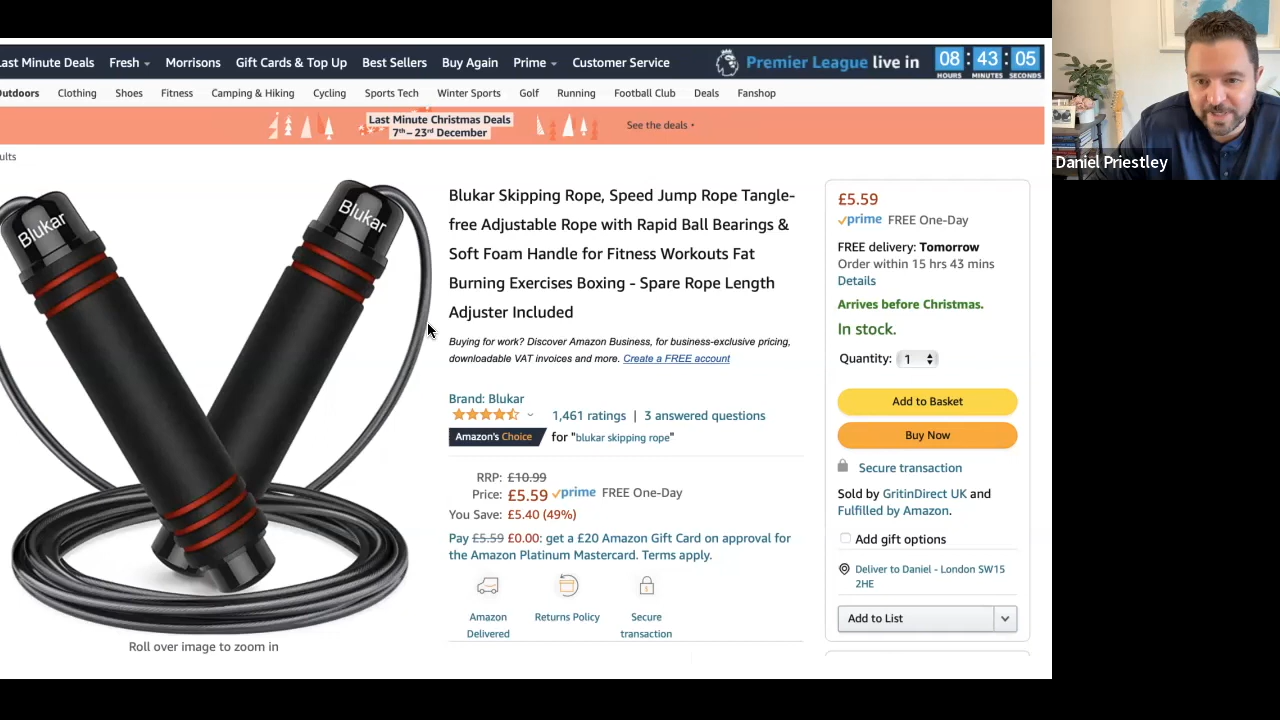 Last Minute Deals Fresh Morrisons Gift Cards & Top Up Best Sellers Buy Again Prime Customer Service Premier League live in 08 : 43 : 05
HOURS MINUTES SECONDS
Clothing Shoes Fitness Camping & Hiking Cycling Sports Tech Winter Sports Golf Running Football Club Deals Fanshop
Last Minute Christmas Deals
7th – 23rd December
See the deals
ults
Blukar
Blukar
Roll over image to zoom in
Blukar Skipping Rope, Speed Jump Rope Tangle-
free Adjustable Rope with Rapid Ball Bearings &
Soft Foam Handle for Fitness Workouts Fat
Burning Exercises Boxing - Spare Rope Length
Adjuster Included
Buying for work? Discover Amazon Business, for business-exclusive pricing,
downloadable VAT invoices and more. Create a FREE account
Brand: Blukar
1,461 ratings | 3 answered questions
Amazon's Choice for "blukar skipping rope"
RRP: £10.99
Price: £5.59 prime FREE One-Day
You Save: £5.40 (49%)
Pay £5.59 £0.00: get a £20 Amazon Gift Card on approval for
the Amazon Platinum Mastercard. Terms apply.
Amazon
Delivered
Returns Policy
Secure
transaction
£5.59
prime FREE One-Day
FREE delivery: Tomorrow
Order within 15 hrs 43 mins
Details
Arrives before Christmas.
In stock.
Quantity: 1
Add to Basket
Buy Now
Secure transaction
Sold by GritinDirect UK and
Fulfilled by Amazon.
Add gift options
Deliver to Daniel - London SW15
2HE
Add to List
Daniel Priestley